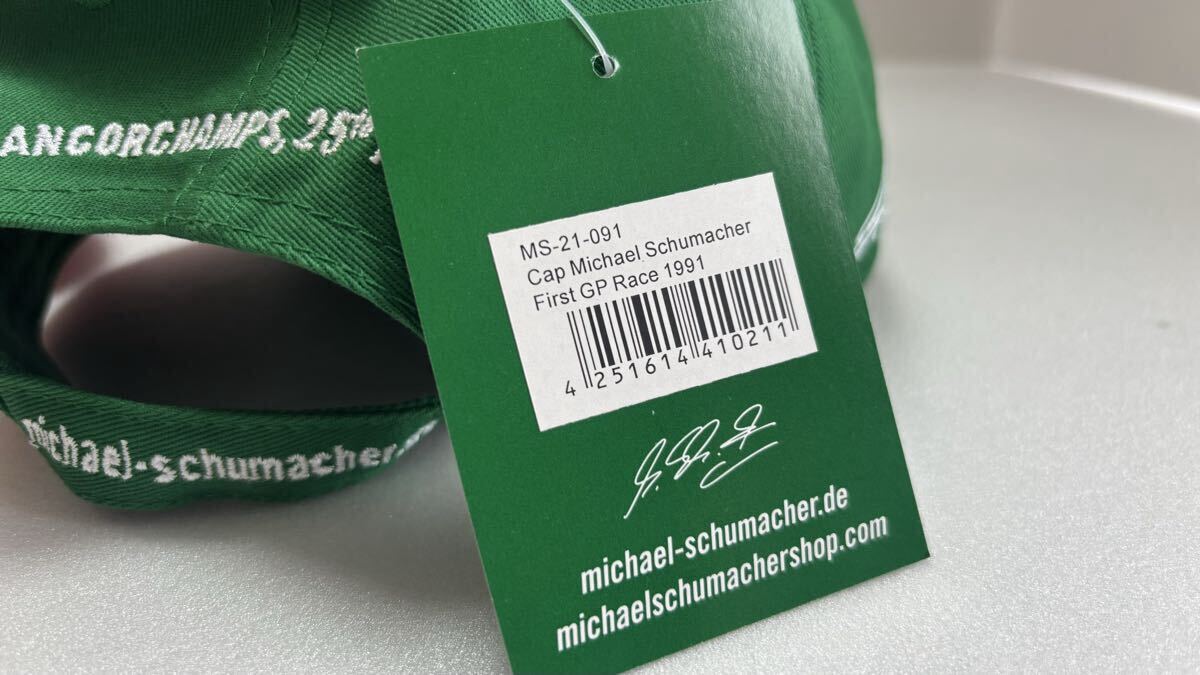 ANCORCHAMPS, 25th
MS-21-091
Cap Michael Schumacher
First GP Race 1991
4 251614 410211
michael-schumacher.
michael-schumacher.de
michaelschumachershop.com